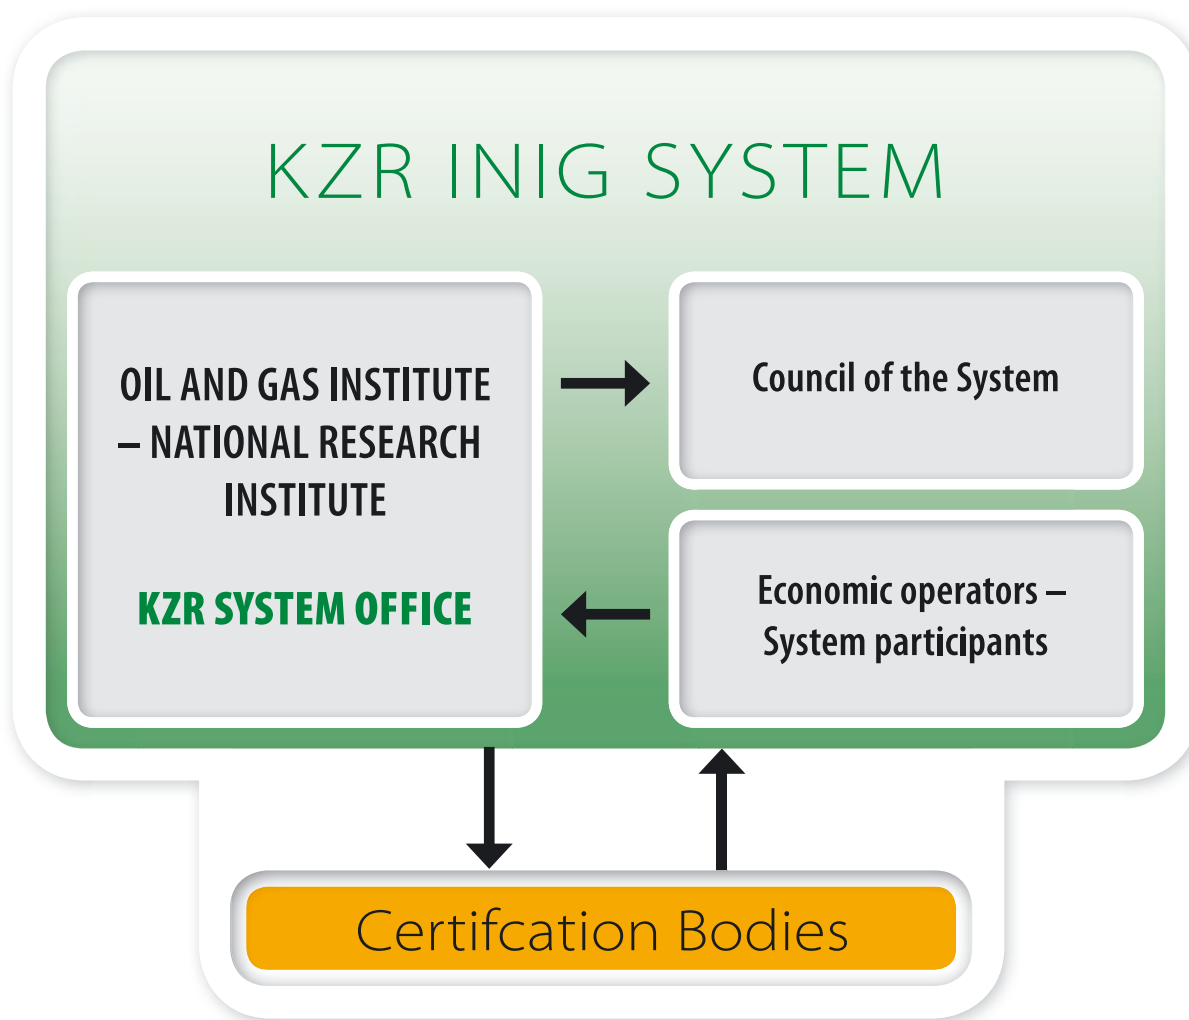 KZR INIG SYSTEM
OIL AND GAS INSTITUTE
– NATIONAL RESEARCH
INSTITUTE
KZR SYSTEM OFFICE
Council of the System
Economic operators –
System participants
Certifcation Bodies